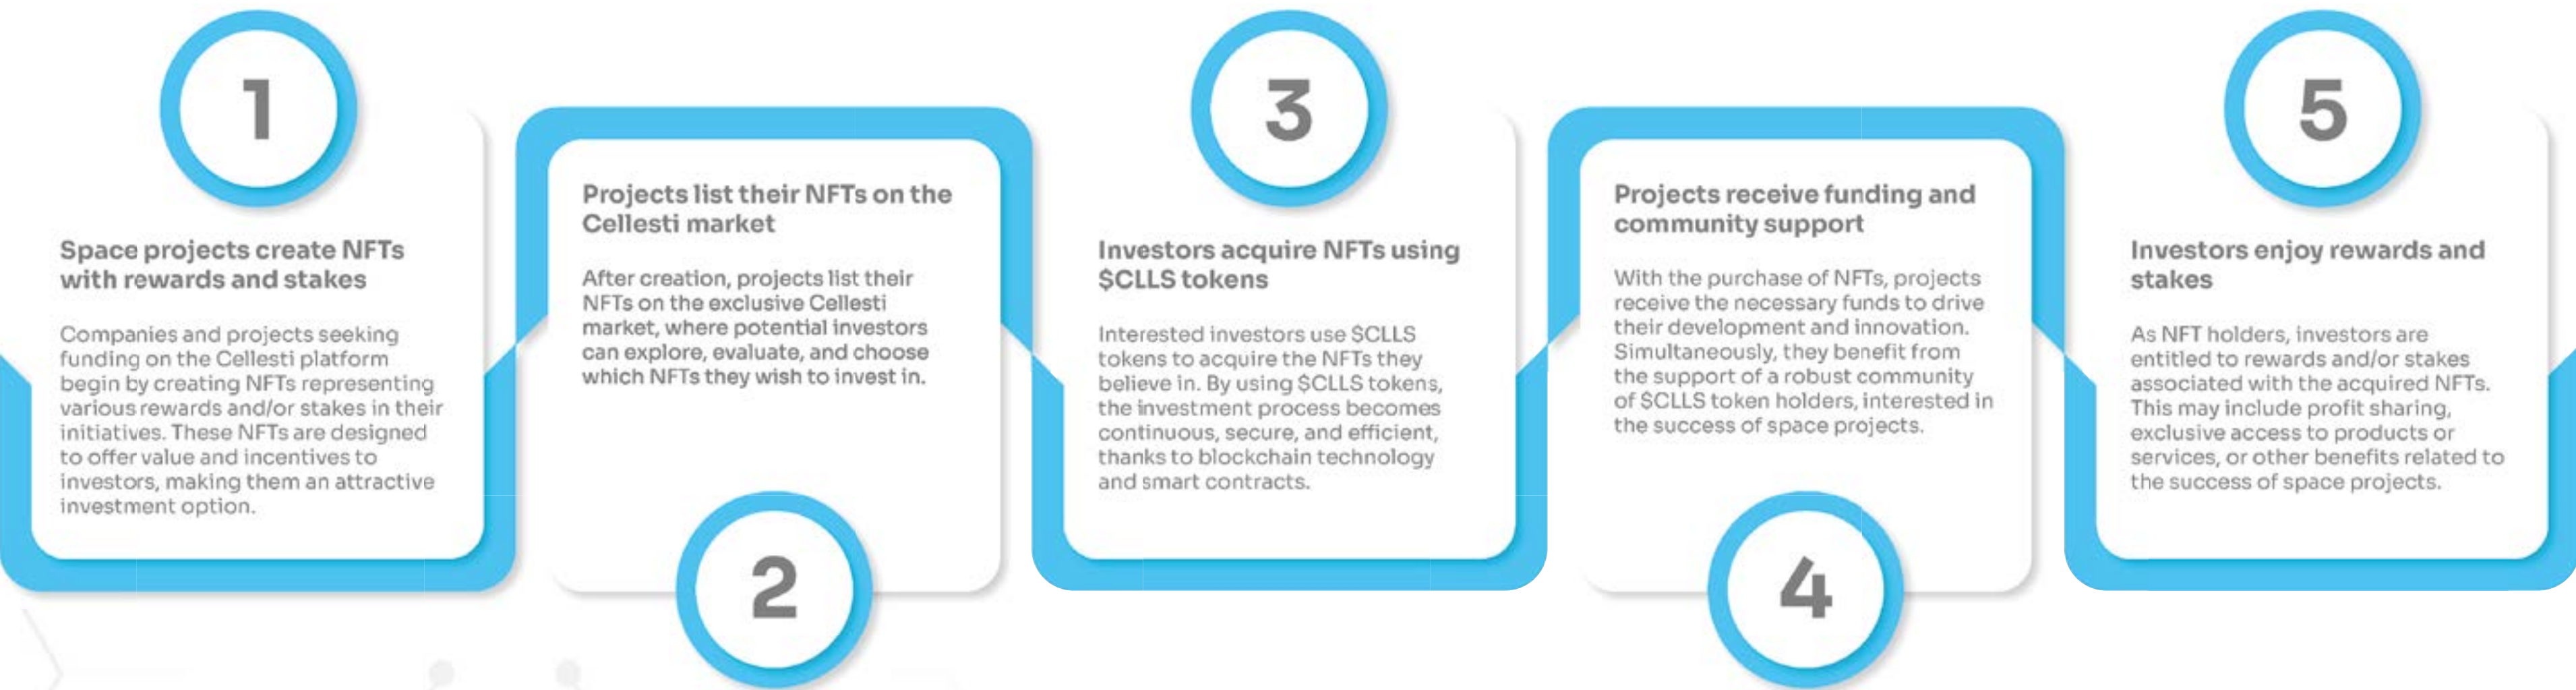 1
Space projects create NFTs
with rewards and stakes
Companies and projects seeking
funding on the Cellesti platform
begin by creating NFTs representing
various rewards and/or stakes in their
initiatives. These NFTs are designed
to offer value and incentives to
investors, making them an attractive
investment option.
Projects list their NFTs on the
Cellesti market
After creation, projects list their
NFTs on the exclusive Cellesti
market, where potential investors
can explore, evaluate, and choose
which NFTs they wish to invest in.
2
3
Investors acquire NFTs using
$CLLS tokens
Interested investors use $CLLS
tokens to acquire the NFTs they
believe in. By using $CLLS tokens,
the investment process becomes
continuous, secure, and efficient,
thanks to blockchain technology
and smart contracts.
Projects receive funding and
community support
With the purchase of NFTs, projects
receive the necessary funds to drive
their development and innovation.
Simultaneously, they benefit from
the support of a robust community
of $CLLS token holders, interested in
the success of space projects.
4
5
Investors enjoy rewards and
stakes
As NFT holders, investors are
entitled to rewards and/or stakes
associated with the acquired NFTs.
This may include profit sharing,
exclusive access to products or
services, or other benefits related to
the success of space projects.